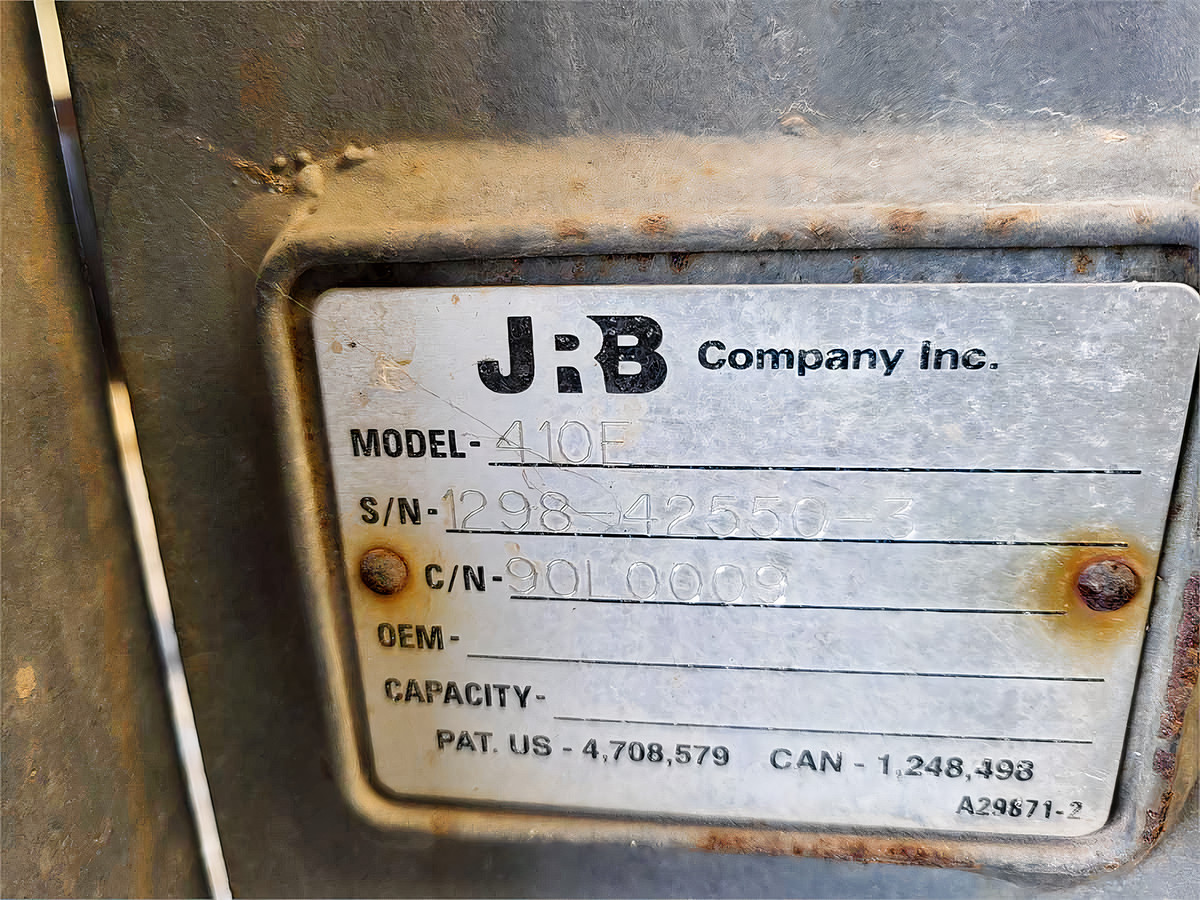 JRB Company Inc.
MODEL- 410E
S/N- 1298-42550-3
C/N- 90L0009
OEM-
CAPACITY-
PAT. US - 4,708,579 CAN - 1,248,498
A29871-2